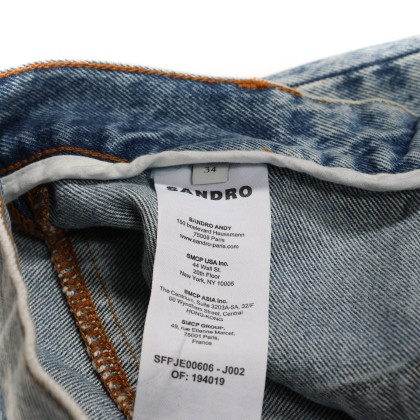 34
SANDRO
SANDRO ANDY
150 boulevard Haussmann
75008 Paris
www.sandro-paris.com
SMCP USA Inc.
44 Wall St.
20th Floor
New York, NY 10005
SMCP ASIA Inc.
The Centrium, Suite 3203A-5A, 32/F
60 Wyndham Street, Central
HONG-KONG
SMCP GROUP.
49, rue Etienne Marcel,
75001 Paris,
France
SFPJE00606 - J002
OF: 194019